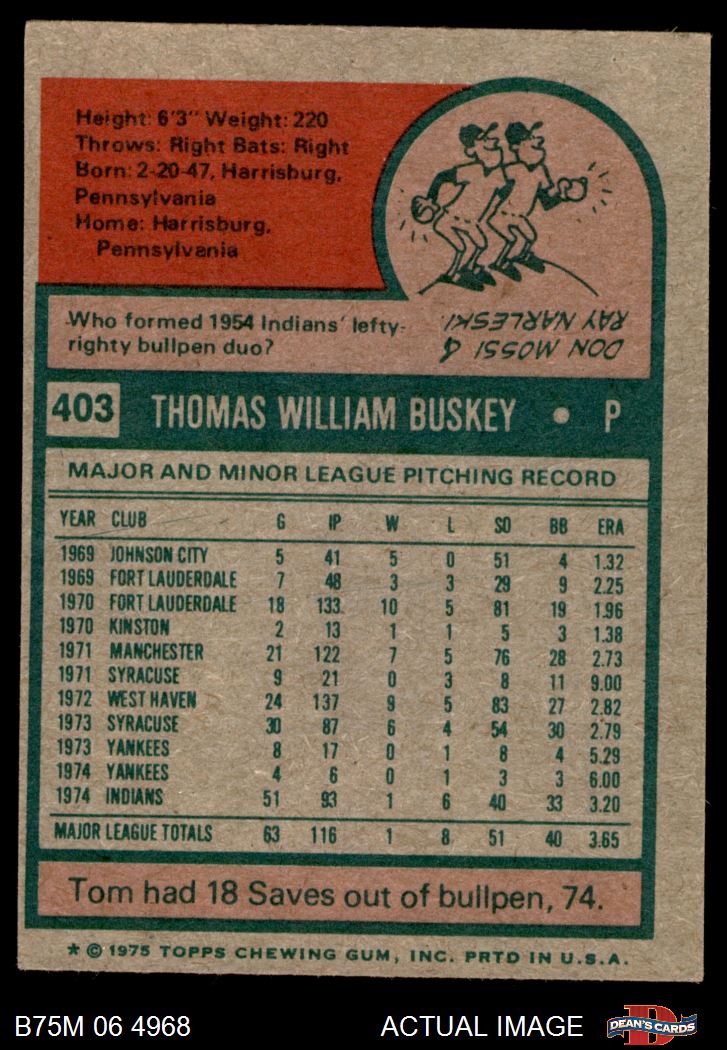 Height: 6'3" Weight: 220
Throws: Right Bats: Right
Born: 2-20-47, Harrisburg,
Pennsylvania
Home: Harrisburg,
Pennsylvania
Who formed 1954 Indians' lefty-
righty bullpen duo?
DON MOSSI &
RAY NARLESKI.
403 THOMAS WILLIAM BUSKEY • P
MAJOR AND MINOR LEAGUE PITCHING RECORD
YEAR CLUB G IP W L SO BB ERA
1969 JOHNSON CITY 5 41 5 0 51 4 1.32
1969 FORT LAUDERDALE 7 48 3 3 29 9 2.25
1970 FORT LAUDERDALE 18 133 10 5 81 19 1.96
1970 KINSTON 2 13 1 1 5 3 1.38
1971 MANCHESTER 21 122 7 5 76 28 2.73
1971 SYRACUSE 9 21 0 3 8 11 9.00
1972 WEST HAVEN 24 137 9 5 83 27 2.82
1973 SYRACUSE 30 87 6 4 54 30 2.79
1973 YANKEES 8 17 0 1 8 4 5.29
1974 YANKEES 4 6 0 1 3 3 6.00
1974 INDIANS 51 93 1 6 40 33 3.20
MAJOR LEAGUE TOTALS 63 116 1 8 51 40 3.65
Tom had 18 Saves out of bullpen, 74.
* © 1975 TOPPS CHEWING GUM, INC. PRTD IN U.S.A.
B75M 06 4968 ACTUAL IMAGE D DEAN'S CARDS